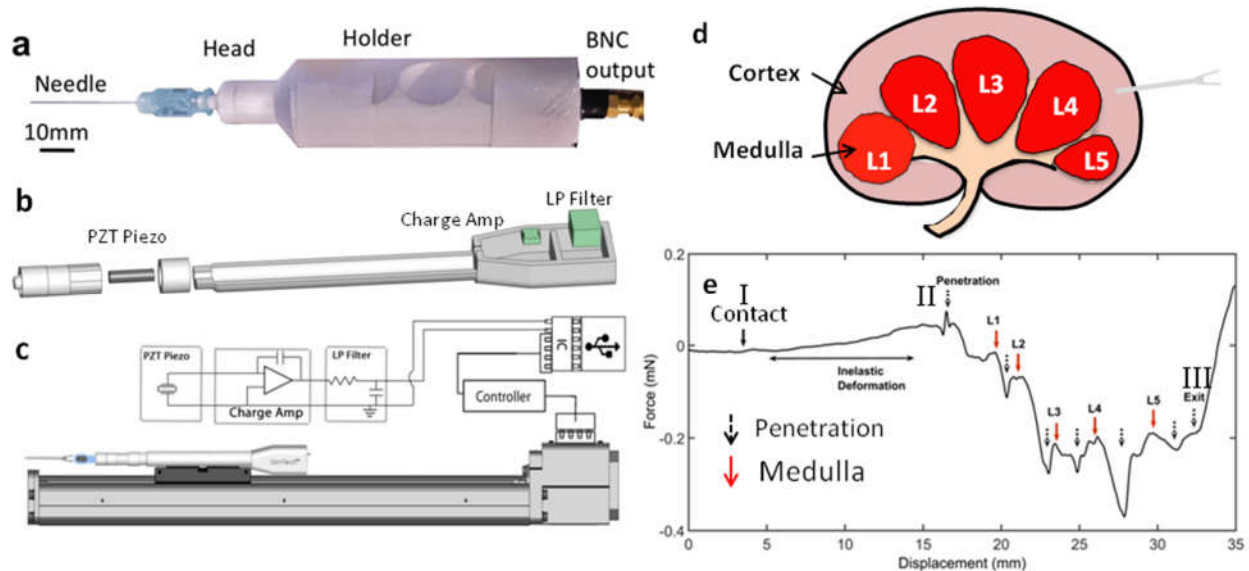 a
Head
Holder
BNC
output
Needle
10mm
b
PZT Piezo
Charge Amp
LP Filter
c
PZT Piezo
LP Filter
Charge Amp
IC
Controller
d
Cortex
Medulla
L1
L2
L3
L4
L5
e
0.2
0
-0.2
-0.4
Force (mN)
I
Contact
Inelastic
Deformation
II
Penetration
L1
L2
L3
L4
L5
III
Exit
Penetration
Medulla
0
5
10
15
20
25
30
35
Displacement (mm)